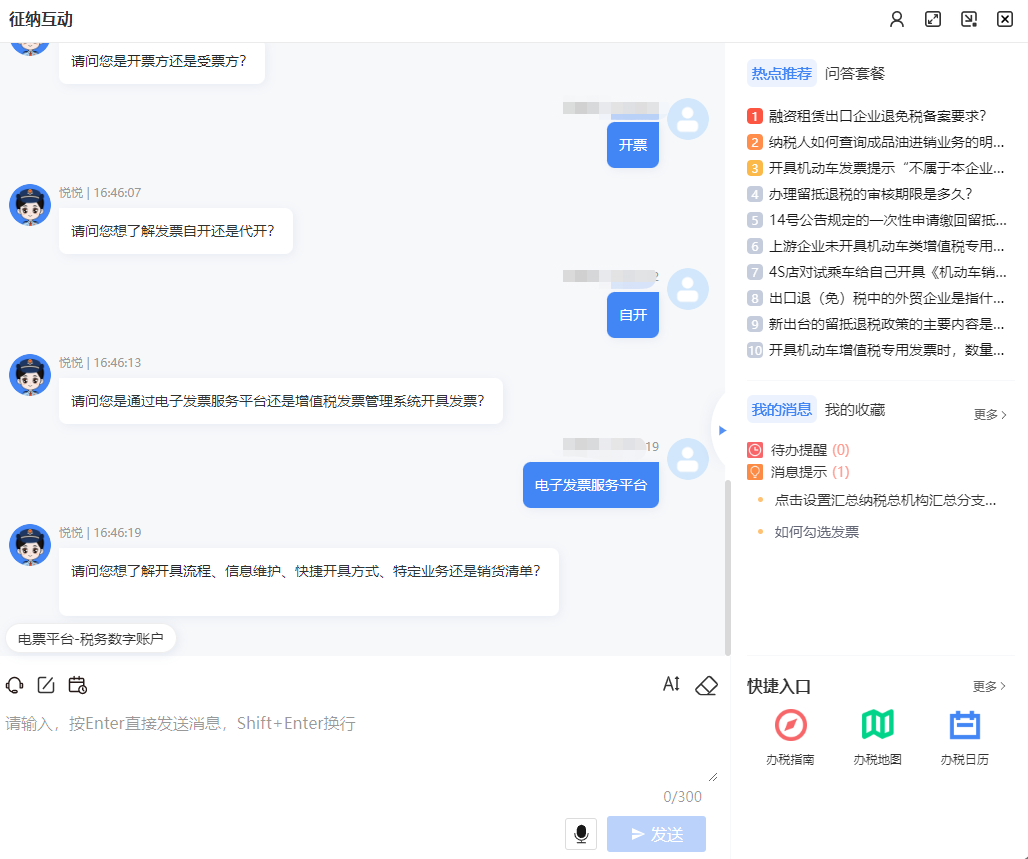 征纳互动
请问您是开票方还是受票方?
开票
悦悦 | 16:46:07
请问您想了解发票自开还是代开?
2
自开
悦悦 | 16:46:13
请问您是通过电子发票服务平台还是增值税发票管理系统开具发票?
19
电子发票服务平台
悦悦 | 16:46:19
请问您想了解开具流程、信息维护、快捷开具方式、特定业务还是销货清单?
电票平台-税务数字账户
请输入，按Enter直接发送消息，Shift+Enter换行
0/300
发送
热点推荐 问答套餐
1 融资租赁出口企业退免税备案要求?
2 纳税人如何查询成品油进销业务的明...
3 开具机动车发票提示“不属于本企业...
4 办理留抵退税的审核期限是多久?
5 14号公告规定的一次性申请缴回留抵...
6 上游企业未开具机动车类增值税专用...
7 4S店对试乘车给自己开具《机动车销...
8 出口退（免）税中的外贸企业是指什...
9 新出台的留抵退税政策的主要内容是...
10 开具机动车增值税专用发票时，数量...
我的消息 我的收藏 更多
待办提醒 (0)
消息提示 (1)
点击设置汇总纳税总机构汇总分支...
如何勾选发票
快捷入口 更多
办税指南 办税地图 办税日历